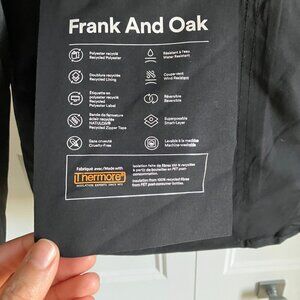 Frank And Oak
Polyester recyclé
Recycled Polyester
Résistant à l'eau
Water Resistant
Doublure recyclée
Recycled Lining
Coupe-vent
Wind Resistant
Étiquette en
polyester recyclé
Recycled
Polyester Label
Réversible
Reversible
Bande de fermeture
éclair recyclée
NATULON®
Recycled Zipper Tape
Superposable
Smart Layer
Sans cruauté
Cruelty-Free
Lavable à la machine
Machine washable
Fabriqué avec/Made with
Thermore®
INSULATION EXPERTS SINCE 1972
Isolation faite de fibres 100 % recyclées
à partir de bouteilles en PET post-
consommation.
Insulation from 100% recycled fibres
from PET post-consumer bottles.